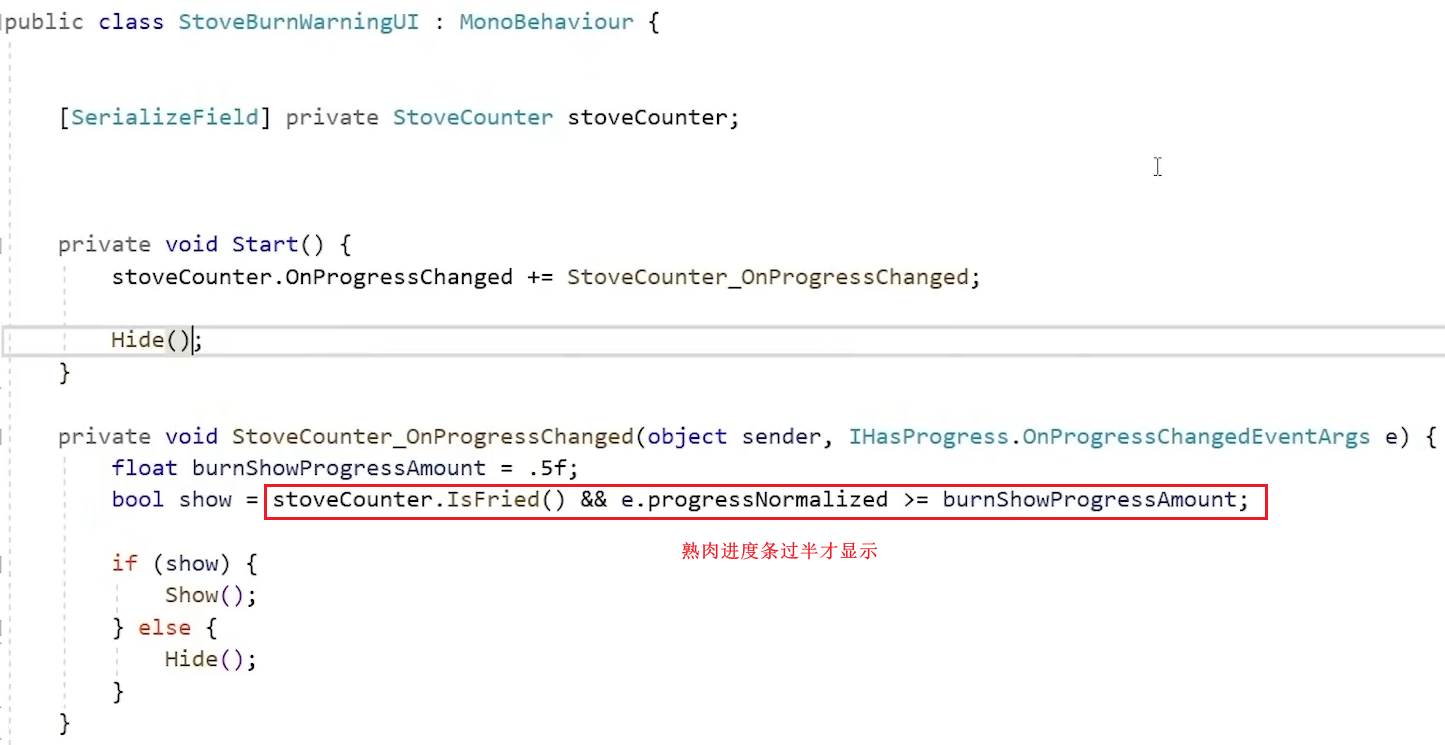 public class StoveBurnWarningUI : MonoBehaviour {
[SerializeField] private StoveCounter stoveCounter;
private void Start() {
stoveCounter.OnProgressChanged += StoveCounter_OnProgressChanged;
Hide();
}
private void StoveCounter_OnProgressChanged(object sender, IHasProgress.OnProgressChangedEventArgs e) {
float burnShowProgressAmount = .5f;
bool show = stoveCounter.IsFried() && e.progressNormalized >= burnShowProgressAmount;
熟肉进度条过半才显示
if (show) {
Show();
} else {
Hide();
}
}